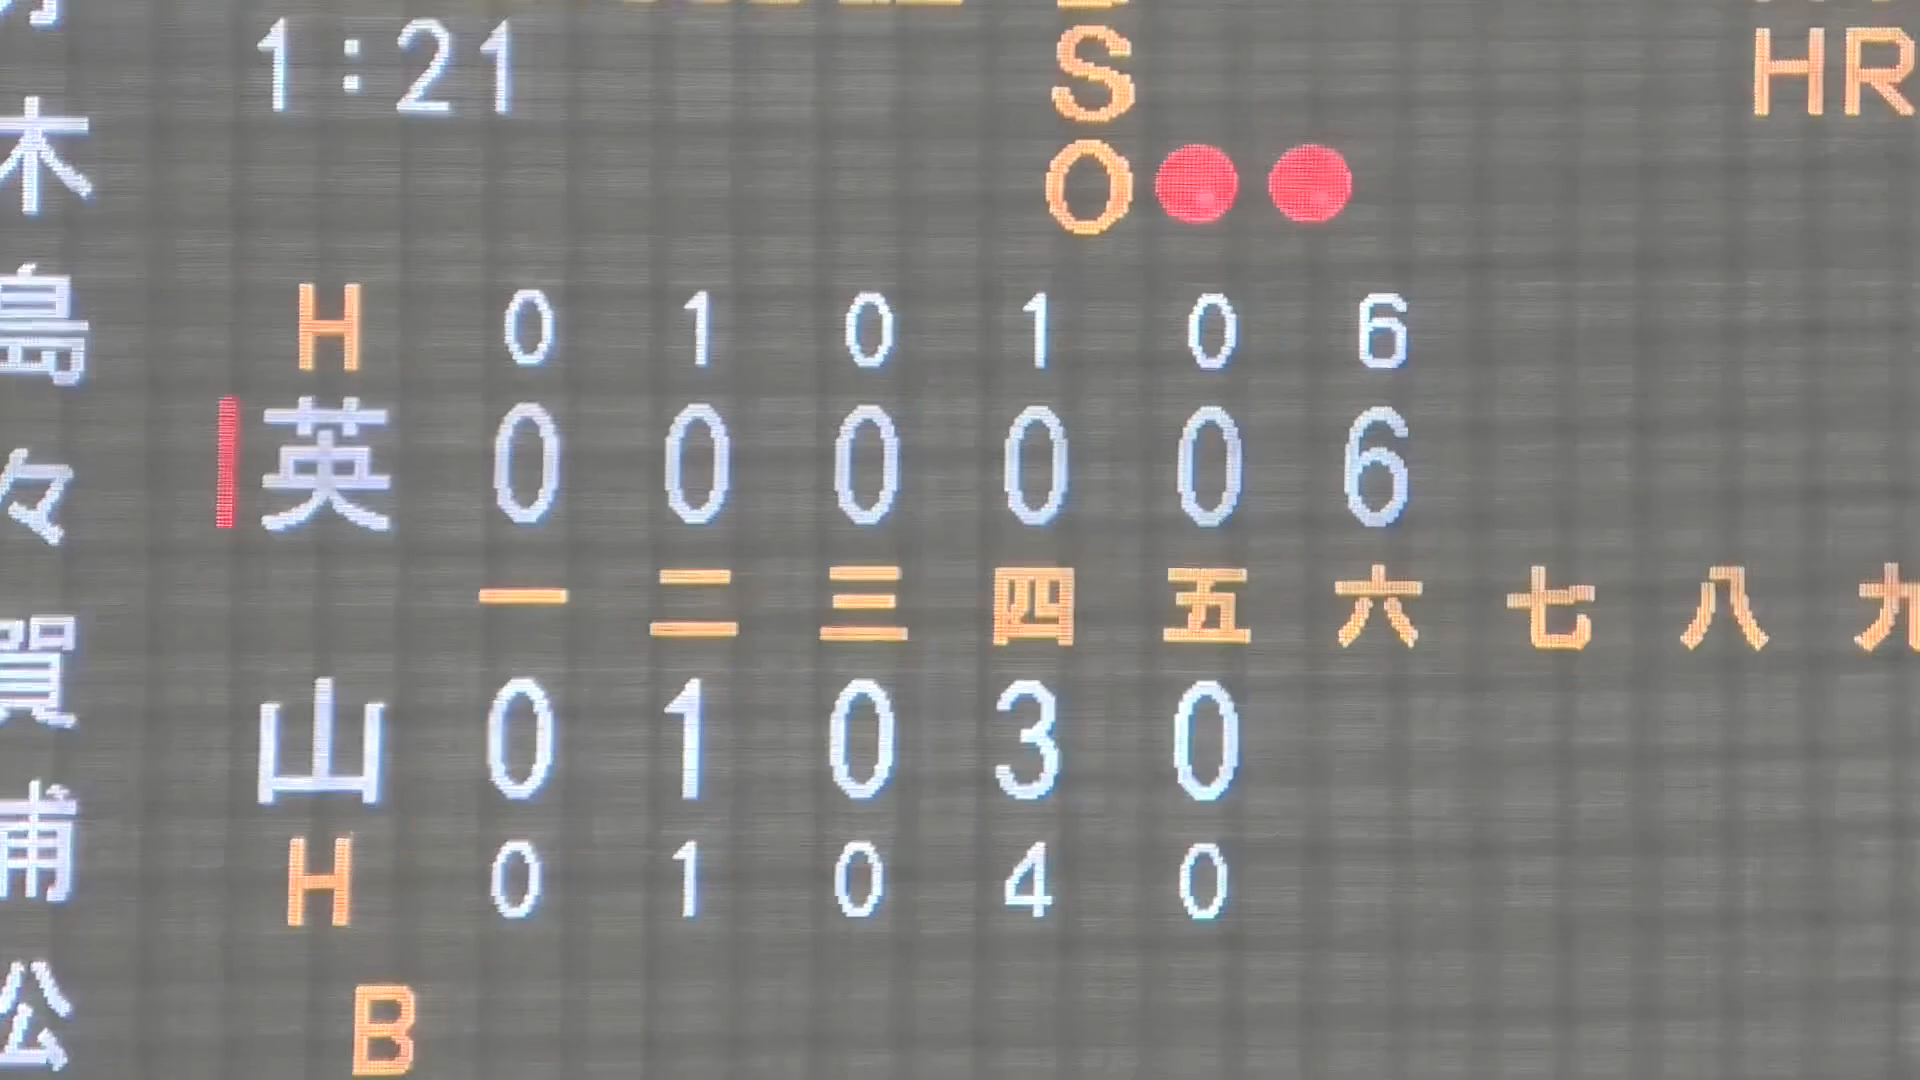 1:21
S
HR
O
H 0 1 0 1 0 6
英 0 0 0 0 0 6
一 二 三 四 五 六 七 八 九
山 0 1 0 3 0
H 0 1 0 4 0
B
木
島
々
賀
浦
松